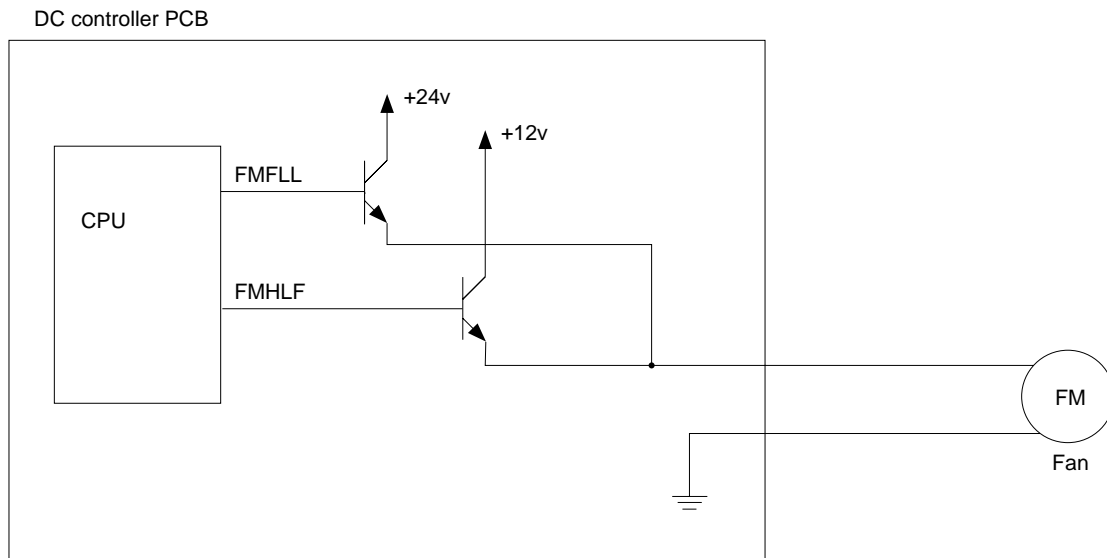 DC controller PCB
+24v
+12v
FMFLL
CPU
FMHLF
FM
Fan